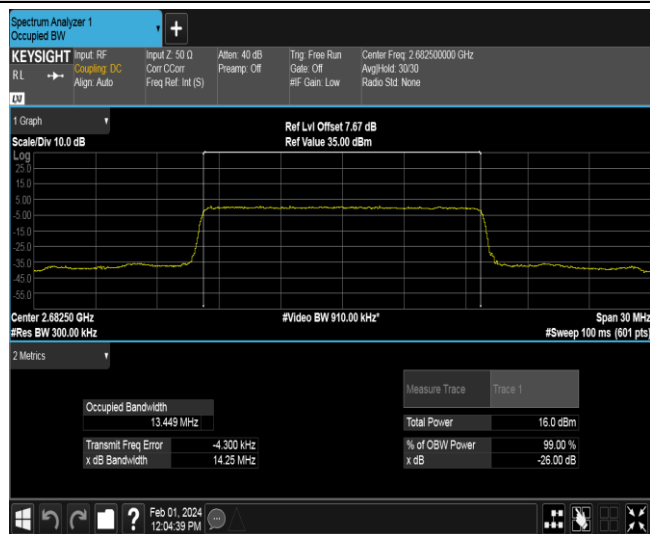 Spectrum Analyzer 1
Occupied BW
+
KEYSIGHT Input: RF Input Z: 50 Ω Atten: 40 dB Trig: Free Run Center Freq: 2.682500000 GHz
RL Coupling: DC Corr CCorr Preamp: Off Gate: Off Avg|Hold: 30/30
Align: Auto Freq Ref: Int (S) #IF Gain: Low Radio Std: None
LXI
1 Graph
Ref Lvl Offset 7.67 dB
Scale/Div 10.0 dB Ref Value 35.00 dBm
Log
25.0
15.0
5.00
-5.00
-15.0
-25.0
-35.0
-45.0
-55.0
Center 2.68250 GHz #Video BW 910.00 kHz* Span 30 MHz
#Res BW 300.00 kHz #Sweep 100 ms (601 pts)
2 Metrics
Measure Trace Trace 1
Occupied Bandwidth
13.449 MHz Total Power 16.0 dBm
Transmit Freq Error -4.300 kHz % of OBW Power 99.00 %
x dB Bandwidth 14.25 MHz x dB -26.00 dB
? Feb 01, 2024
12:04:39 PM